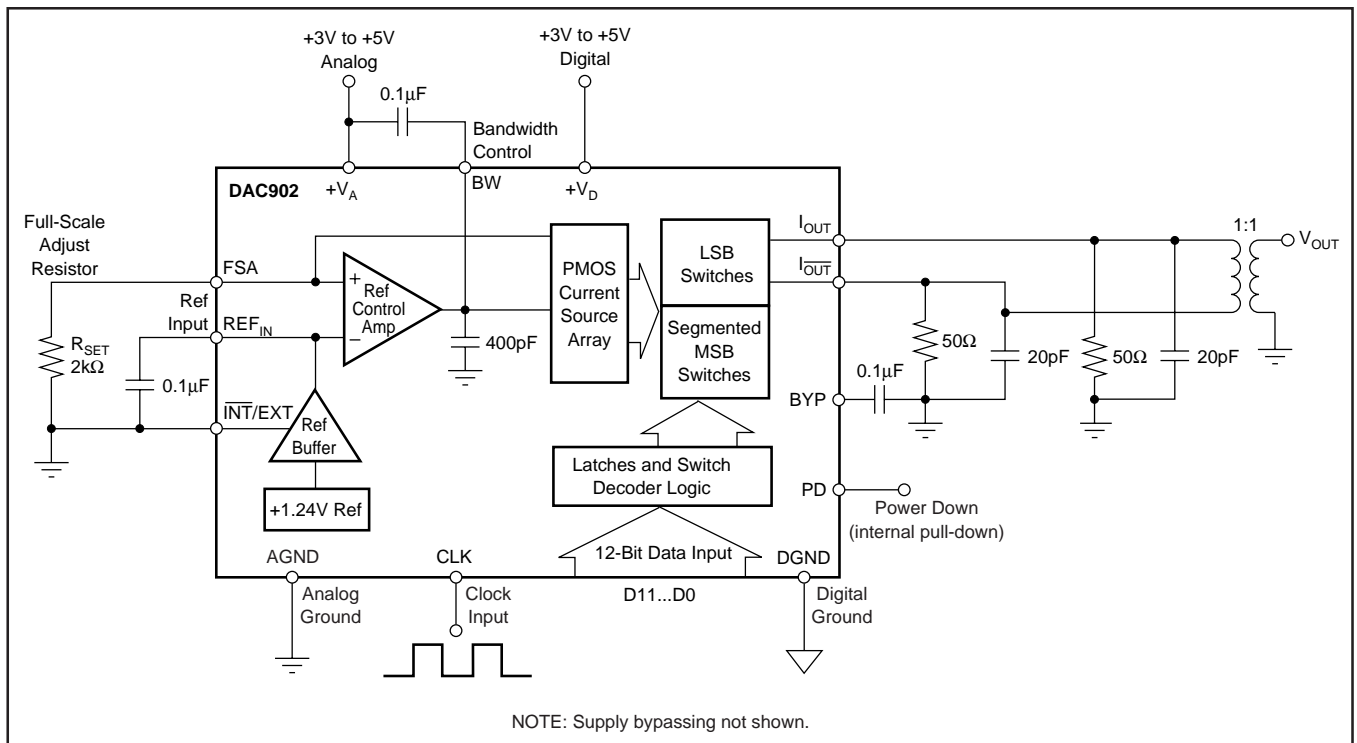 +3V to +5V
Analog
+3V to +5V
Digital
0.1µF
Bandwidth
Control
DAC902
+VA
BW
+VD
Full-Scale
Adjust
Resistor
FSA
Ref
Input
REFIN
RSET
2kΩ
0.1µF
INT/EXT
+
–
Ref
Control
Amp
400pF
Ref
Buffer
+1.24V Ref
PMOS
Current
Source
Array
LSB
Switches
Segmented
MSB
Switches
Latches and Switch
Decoder Logic
12-Bit Data Input
IOUT
IOUT
1:1
VOUT
50Ω
20pF
50Ω
20pF
0.1µF
BYP
PD
Power Down
(internal pull-down)
AGND
Analog
Ground
CLK
Clock
Input
D11...D0
DGND
Digital
Ground
NOTE: Supply bypassing not shown.